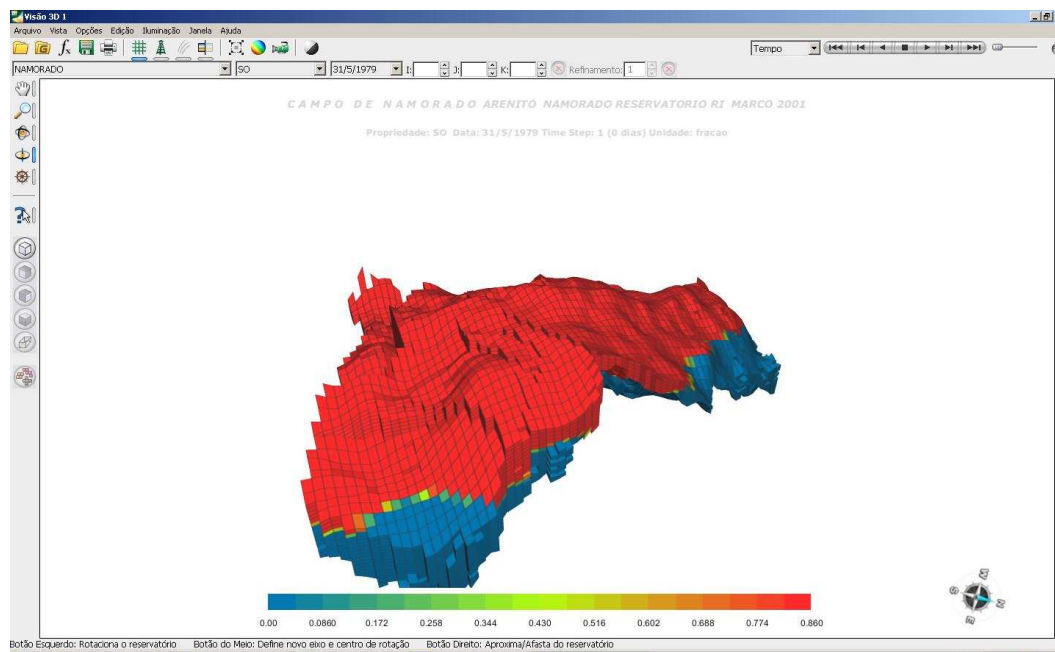 Visão 3D 1
Arquivo Vista Opções Edição Iluminação Janela Ajuda
Tempo
NAMORADO SO 31/5/1979 I: J: K: Refinamento: 1
CAMPO DE NAMORADO ARENITO NAMORADO RESERVATORIO RI MARCO 2001
Propriedade: SO Data: 31/5/1979 Time Step: 1 (0 dias) Unidade: fracao
0.00 0.0860 0.172 0.258 0.344 0.430 0.516 0.602 0.688 0.774 0.860
Botão Esquerdo: Rotaciona o reservatório Botão do Meio: Define novo eixo e centro de rotação Botão Direito: Aproxima/Afasta do reservatório